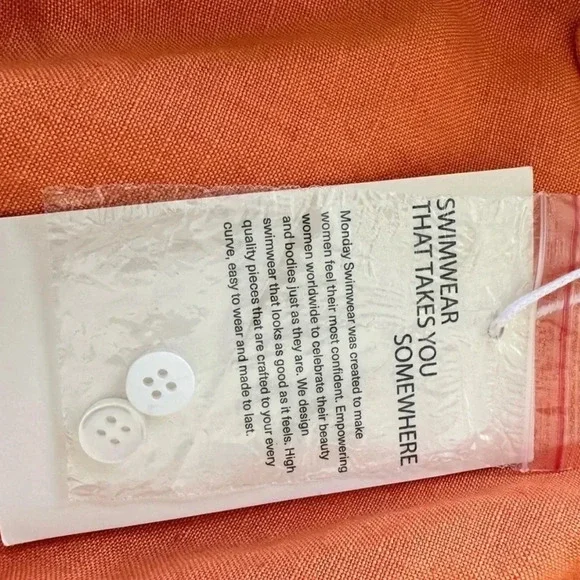 SWIMWEAR
THAT TAKES YOU
SOMEWHERE
Monday Swimwear was created to make
women feel their most confident. Empowering
women worldwide to celebrate their beauty
and bodies just as they are. We design
swimwear that looks as good as it feels. High
quality pieces that are crafted to your every
curve, easy to wear and made to last.